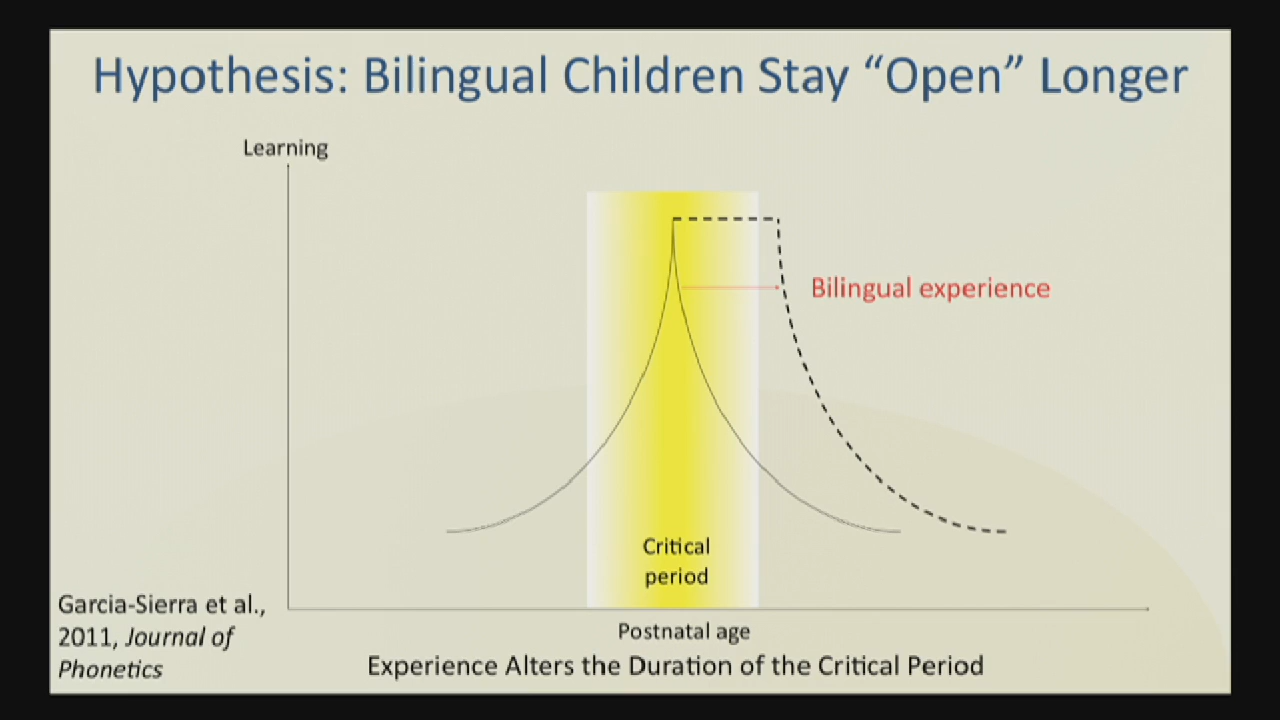 Hypothesis: Bilingual Children Stay “Open” Longer
Learning
Bilingual experience
Critical
period
Garcia-Sierra et al.,
2011, Journal of
Phonetics
Postnatal age
Experience Alters the Duration of the Critical Period